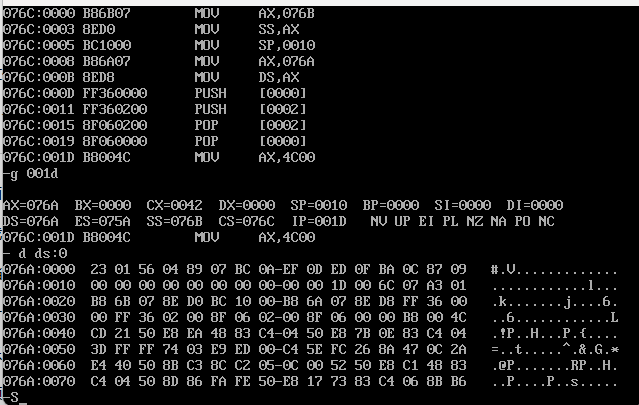 076C:0000 B86B07        MOV     AX,076B
076C:0003 8ED0          MOV     SS,AX
076C:0005 BC1000        MOV     SP,0010
076C:0008 B86A07        MOV     AX,076A
076C:000B 8ED8          MOV     DS,AX
076C:000D FF360000      PUSH    [0000]
076C:0011 FF360200      PUSH    [0002]
076C:0015 8F060200      POP     [0002]
076C:0019 8F060000      POP     [0000]
076C:001D B8004C        MOV     AX,4C00
-g 001d
AX=076A  BX=0000  CX=0042  DX=0000  SP=0010  BP=0000  SI=0000  DI=0000
DS=076A  ES=075A  SS=076B  CS=076C  IP=001D   NV UP EI PL NZ NA PO NC
076C:001D B8004C        MOV     AX,4C00
- d ds:0
076A:0000  23 01 56 04 89 07 BC 0A-EF 0D ED 0F BA 0C 87 09   #.V.............
076A:0010  00 00 00 00 00 00 00 00-00 00 1D 00 6C 07 A3 01   ............l...
076A:0020  B8 6B 07 8E D0 BC 10 00-B8 6A 07 8E D8 FF 36 00   .k.......j....6.
076A:0030  00 FF 36 02 00 8F 06 02-00 8F 06 00 00 B8 00 4C   ..6............L
076A:0040  CD 21 50 E8 EA 48 83 C4-04 50 E8 7B 0E 83 C4 04   .!P..H...P.{....
076A:0050  3D FF FF 74 03 E9 ED 00-C4 5E FC 26 8A 47 0C 2A   =..t.....^.&.G.*
076A:0060  E4 40 50 8B C3 8C C2 05-0C 00 52 50 E8 C1 48 83   .@P.......RP..H.
076A:0070  C4 04 50 8D 86 FA FE 50-E8 17 73 83 C4 06 8B B6   ..P....P..s.....
-S